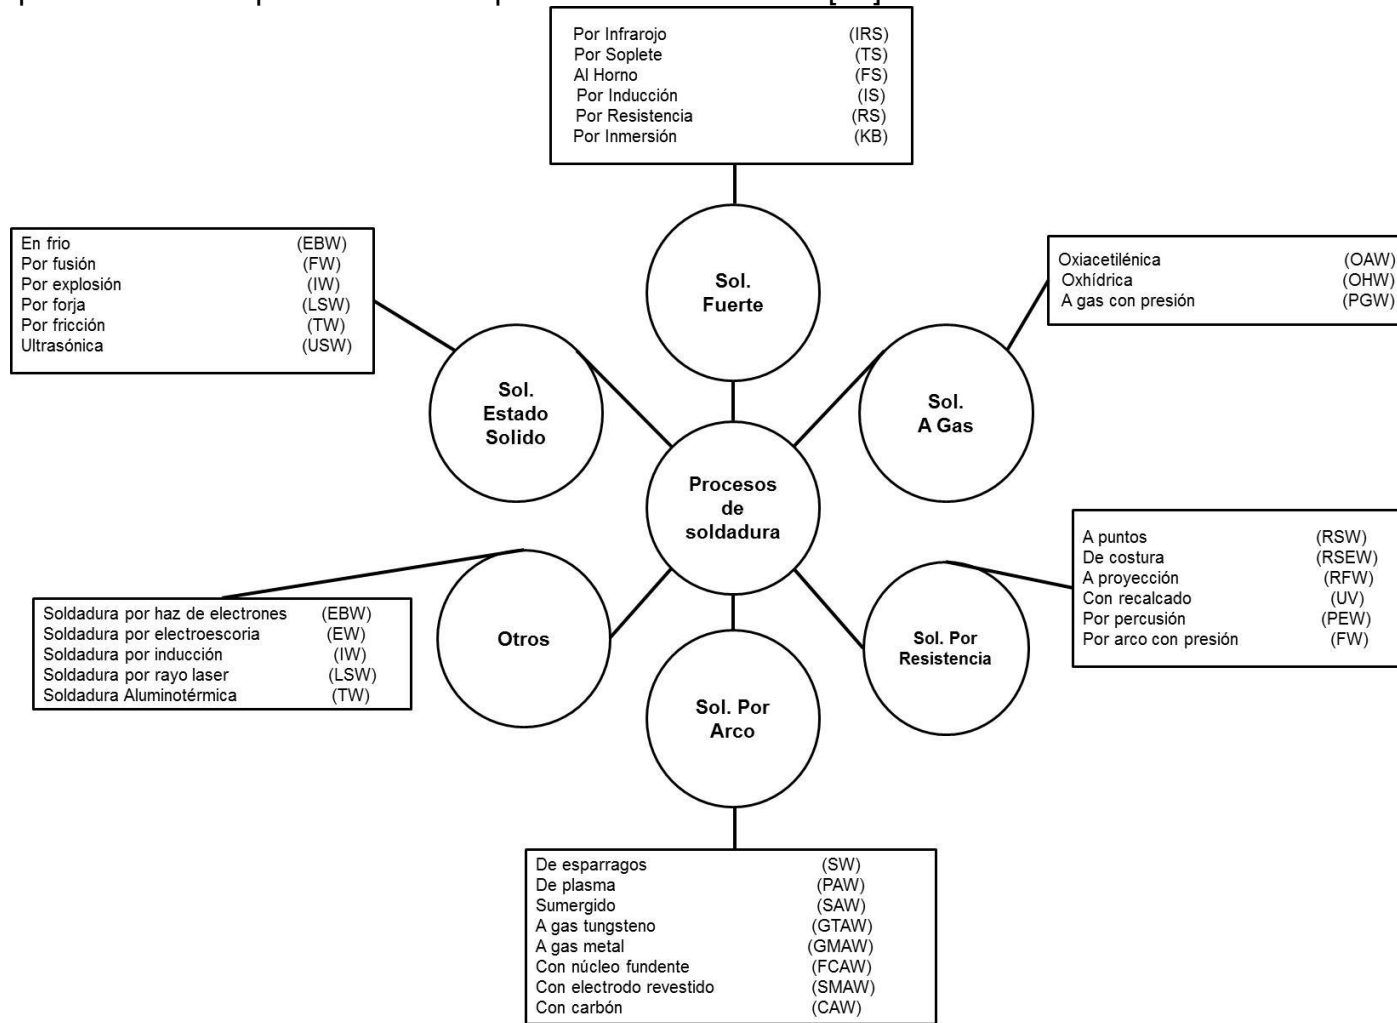 Por Infrarojo (IRS)
Por Soplete (TS)
Al Horno (FS)
Por Inducción (IS)
Por Resistencia (RS)
Por Inmersión (KB)
En frio (EBW)
Por fusión (FW)
Por explosión (IW)
Por forja (LSW)
Por fricción (TW)
Ultrasónica (USW)
Sol.
Fuerte
Oxiacetilénica (OAW)
Oxhídrica (OHW)
A gas con presión (PGW)
Sol.
Estado
Solido
Sol.
A Gas
Procesos
de
soldadura
A puntos (RSW)
De costura (RSEW)
A proyección (RFW)
Con recalcado (UV)
Por percusión (PEW)
Por arco con presión (FW)
Soldadura por haz de electrones (EBW)
Soldadura por electroescoria (EW)
Soldadura por inducción (IW)
Soldadura por rayo laser (LSW)
Soldadura Aluminotérmica (TW)
Otros
Sol. Por
Resistencia
Sol. Por
Arco
De esparragos (SW)
De plasma (PAW)
Sumergido (SAW)
A gas tungsteno (GTAW)
A gas metal (GMAW)
Con núcleo fundente (FCAW)
Con electrodo revestido (SMAW)
Con carbón (CAW)